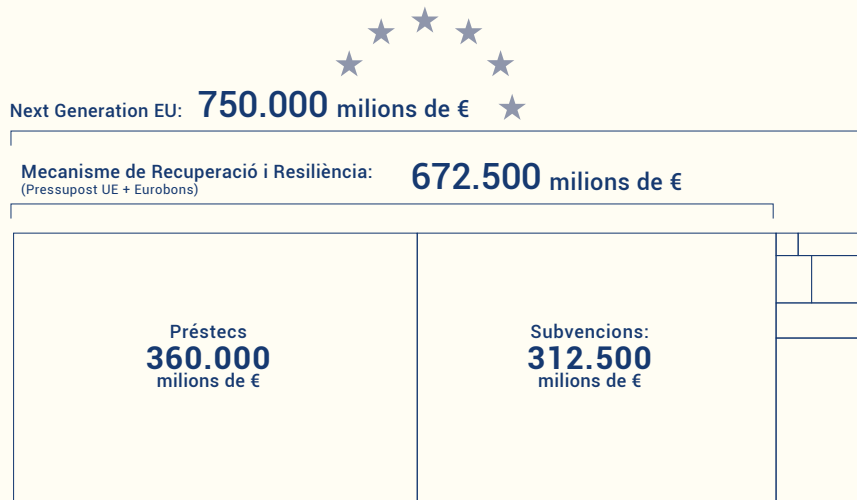 Next Generation EU: 750.000 milions de €
Mecanisme de Recuperació i Resiliència: 672.500 milions de €
(Pressupost UE + Eurobons)
Préstecs
360.000
milions de €
Subvencions:
312.500
milions de €